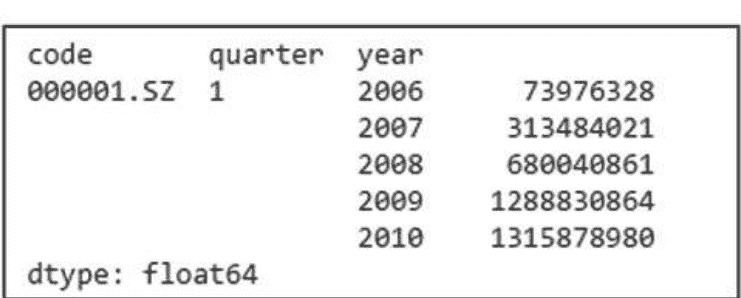 code quarter year
000001.SZ 1 2006 73976328
2007 313484021
2008 680040861
2009 1288830864
2010 1315878980
dtype: float64